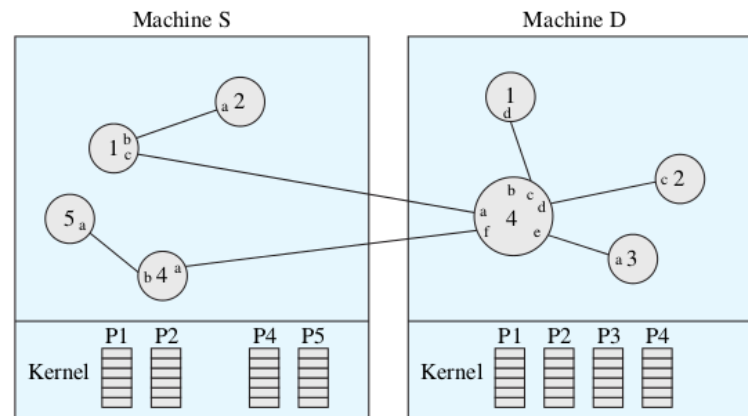 Machine S
Machine D
a 2
1 b c
5 a
b 4 a
1 d
a b c d e f 4
c 2
a 3
P1 P2 P4 P5
Kernel
P1 P2 P3 P4
Kernel